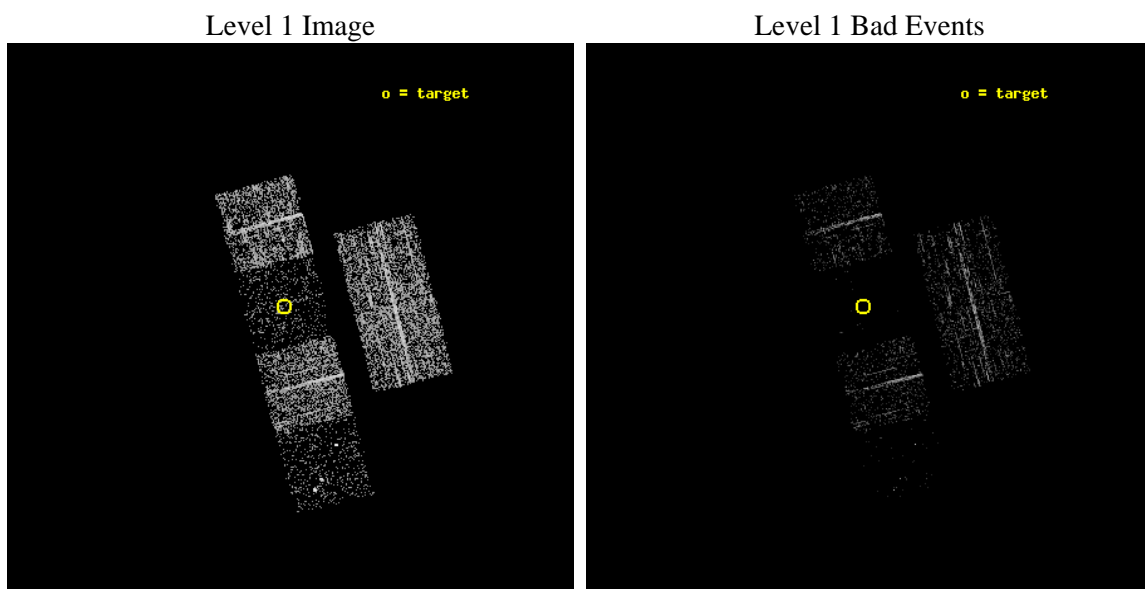 Level 1 Image
Level 1 Bad Events
o = target
o = target